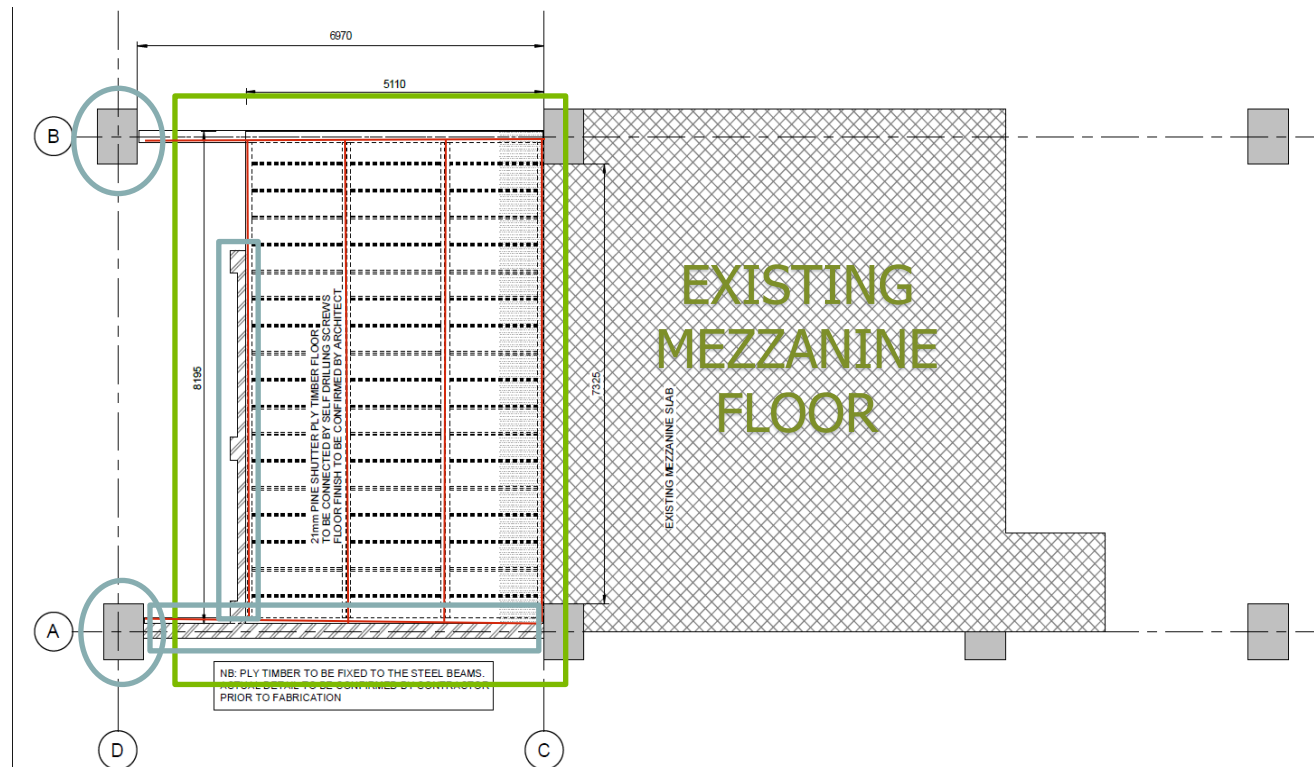 6970
5110
B
8195
21mm PINE SHUTTER PLY TIMBER FLOOR
TO BE CONNECTED BY SELF DRILLING SCREWS
FLOOR FINISH TO BE CONFIRMED BY ARCHITECT
7325
EXISTING MEZZANINE SLAB
EXISTING
MEZZANINE
FLOOR
A
NB: PLY TIMBER TO BE FIXED TO THE STEEL BEAMS.
ACTUAL DETAIL TO BE CONFIRMED BY CONTRACTOR
PRIOR TO FABRICATION
D
C